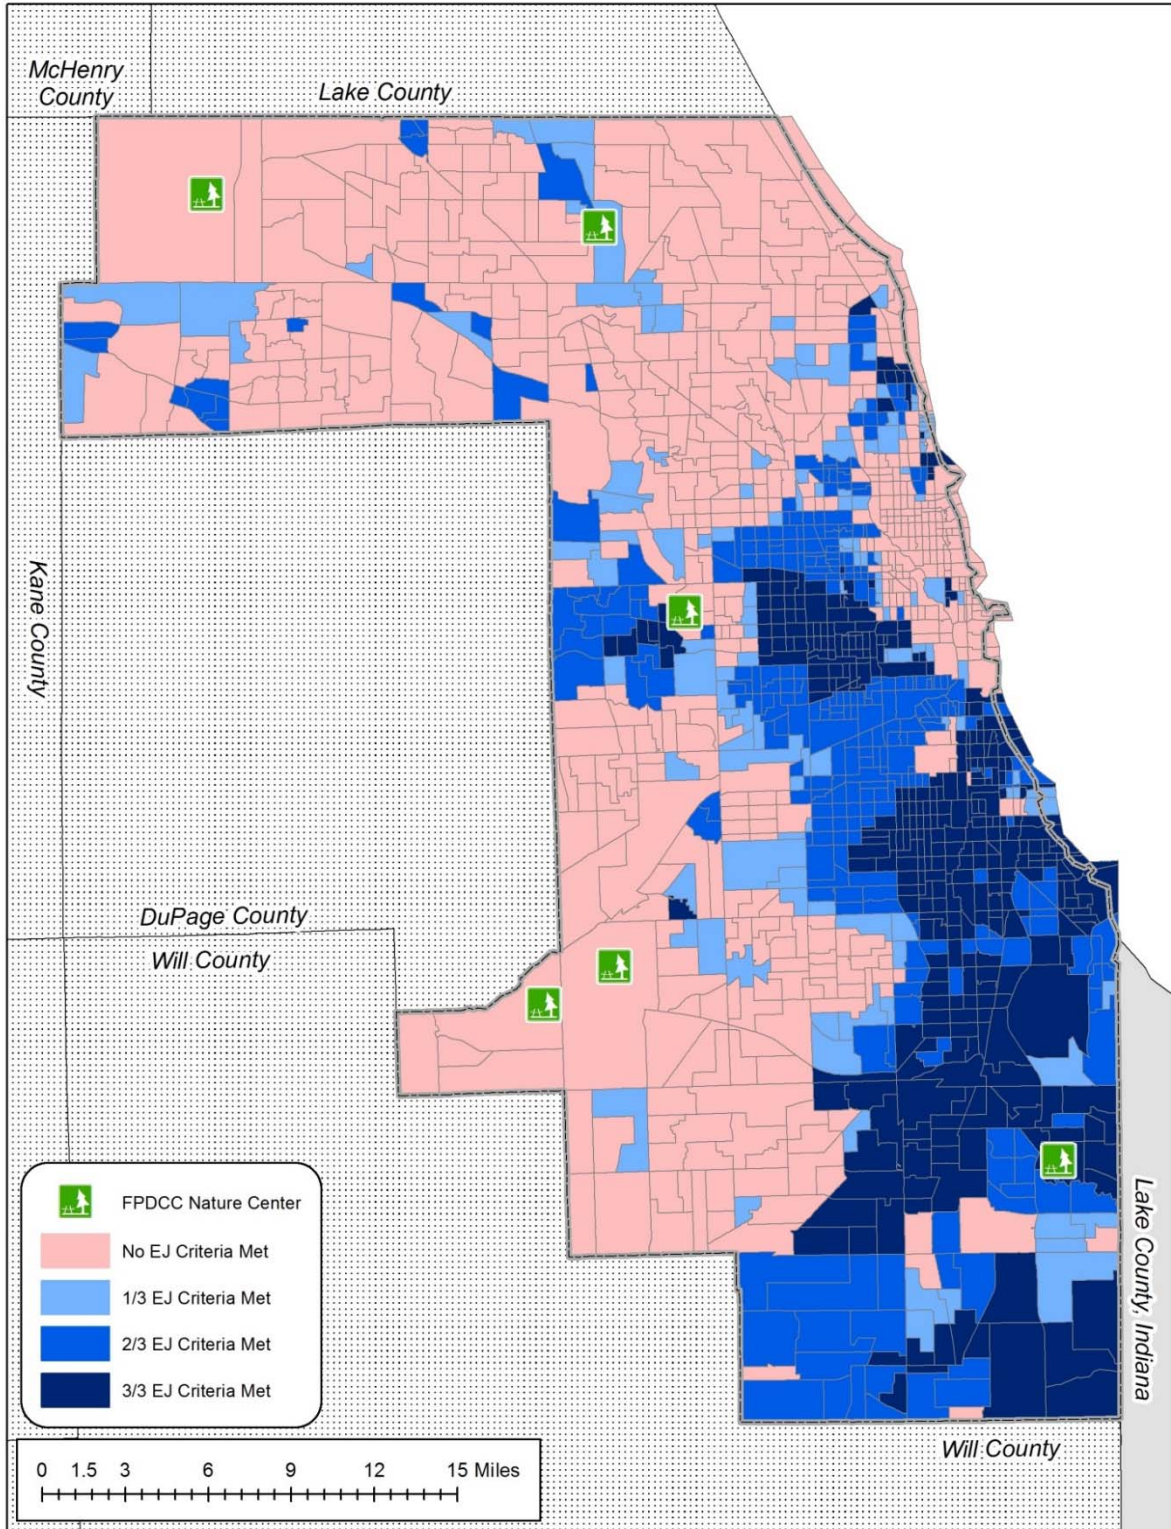 McHenry
County
Lake County
Kane County
DuPage County
Will County
Lake County, Indiana
FPDCC Nature Center
No EJ Criteria Met
1/3 EJ Criteria Met
2/3 EJ Criteria Met
3/3 EJ Criteria Met
Will County
0 1.5 3 6 9 12 15 Miles